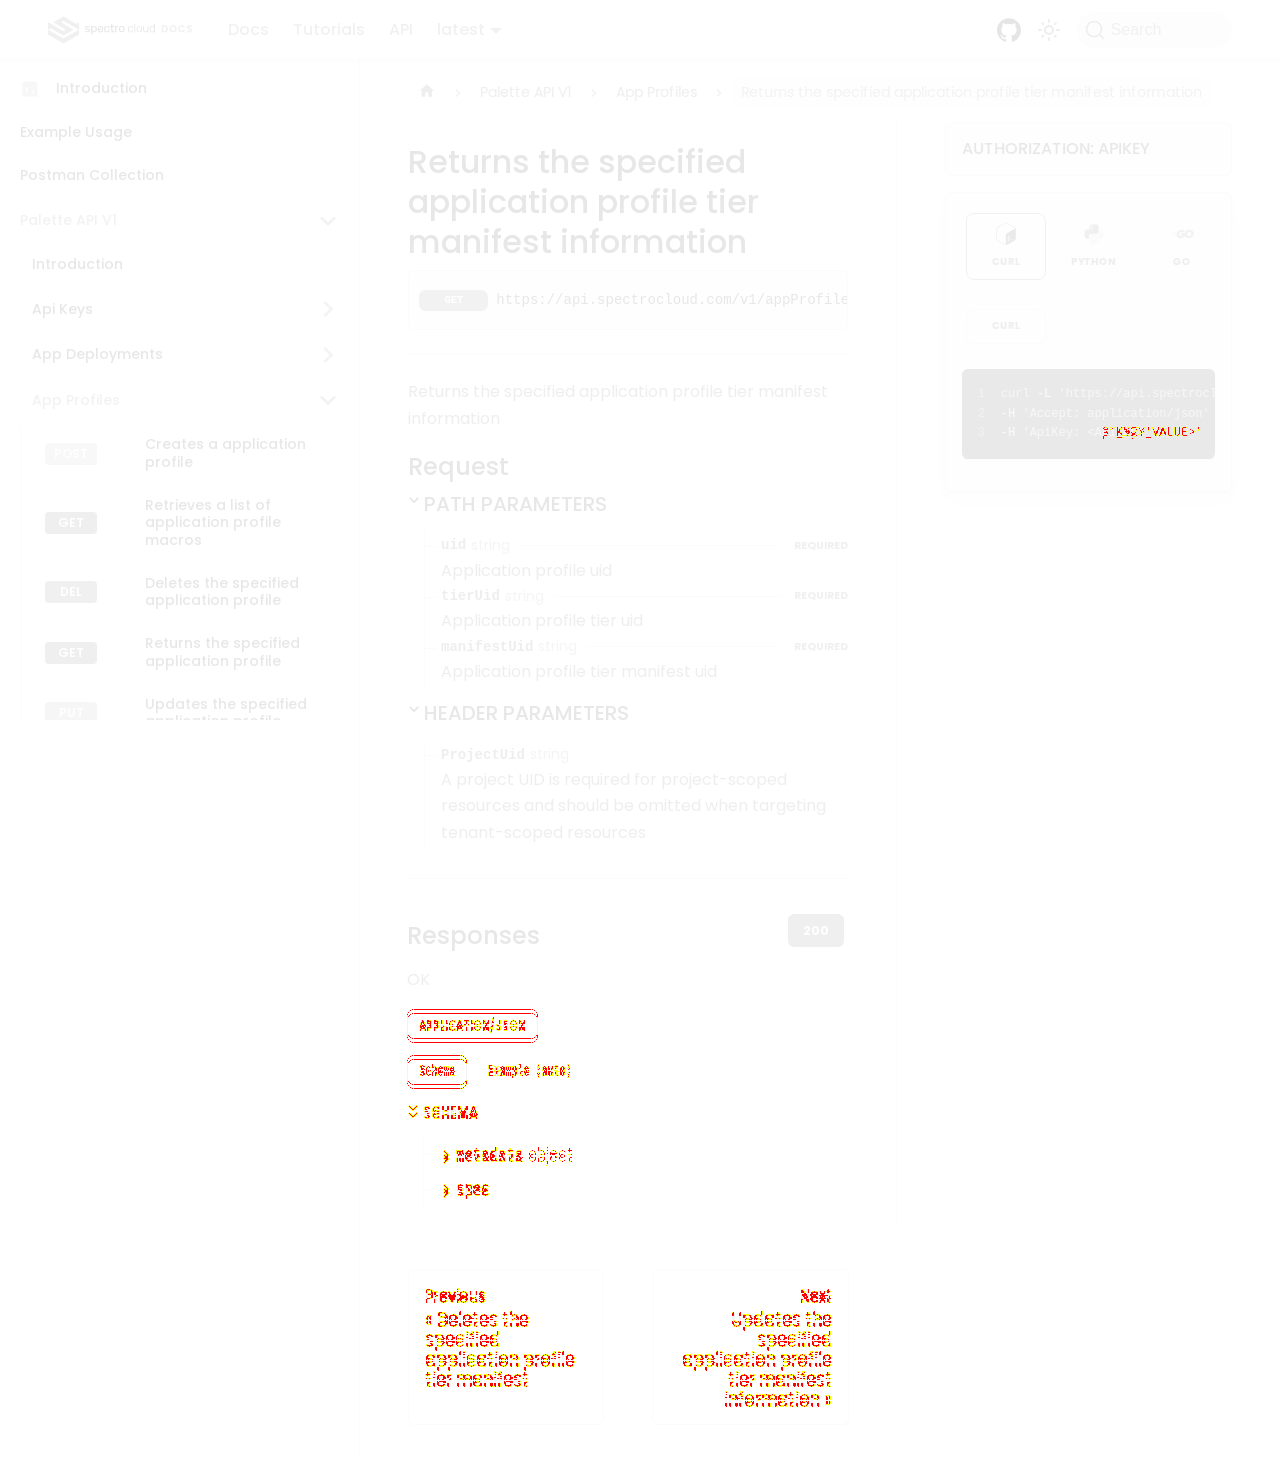 spectro cloud DOCS
Docs
Tutorials
API
latest
Search
Introduction
Example Usage
Postman Collection
Palette API V1
Introduction
Api Keys
App Deployments
App Profiles
POST
Creates a application
profile
GET
Retrieves a list of
application profile
macros
DEL
Deletes the specified
application profile
GET
Returns the specified
application profile
PUT
Updates the specified
application profile
Palette API V1
App Profiles
Returns the specified application profile tier manifest information
Returns the specified
application profile tier
manifest information
GET https://api.spectrocloud.com/v1/appProfile
Returns the specified application profile tier manifest
information
Request
PATH PARAMETERS
uid string REQUIRED
Application profile uid
tierUid string REQUIRED
Application profile tier uid
manifestUid string REQUIRED
Application profile tier manifest uid
HEADER PARAMETERS
ProjectUid string
A project UID is required for project-scoped
resources and should be omitted when targeting
tenant-scoped resources
Responses
200
OK
APPLICATION/JSON
Schema
Example (auto)
SCHEMA
metadata object
spec
Previous
« Deletes the
specified
application profile
tier manifest
Next
Updates the
specified
application profile
tier manifest
information »
AUTHORIZATION: APIKEY
CURL
PYTHON
GO
GO
CURL
1 curl -L 'https://api.spectrocl
2 -H 'Accept: application/json'
3 -H 'ApiKey: